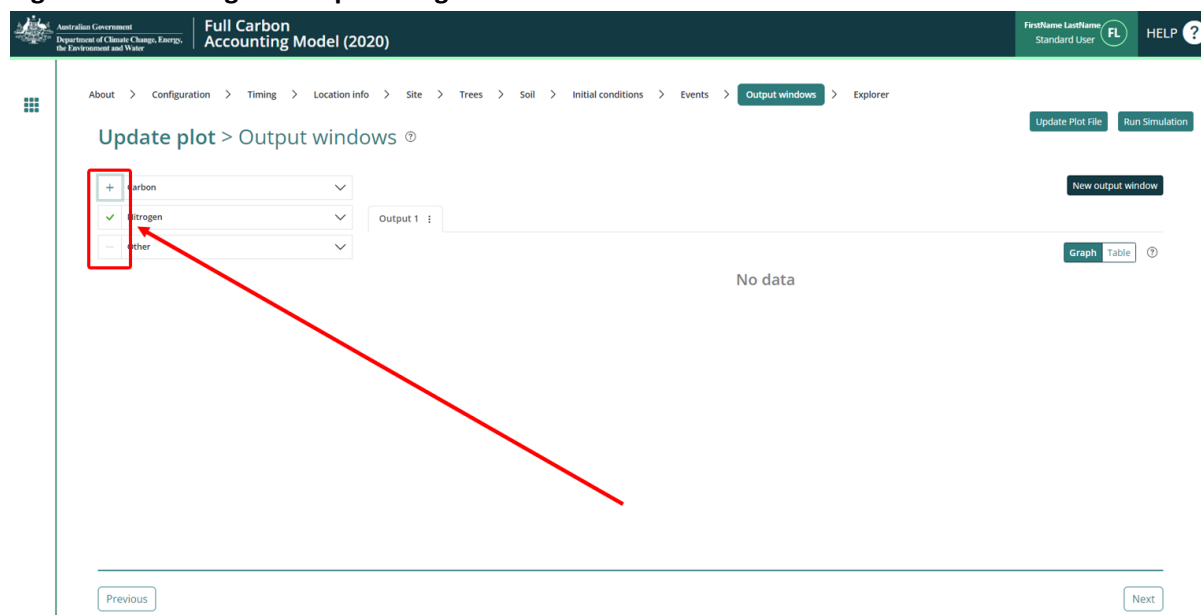 Australian Government
Department of Climate Change, Energy,
the Environment and Water
Full Carbon
Accounting Model (2020)
FirstName LastName
Standard User
FL
HELP ?
About > Configuration > Timing > Location info > Site > Trees > Soil > Initial conditions > Events > Output windows > Explorer
Update Plot File
Run Simulation
Update plot > Output windows ?
+ Carbon
New output window
Nitrogen
Output 1
Other
Graph Table ?
No data
Previous
Next